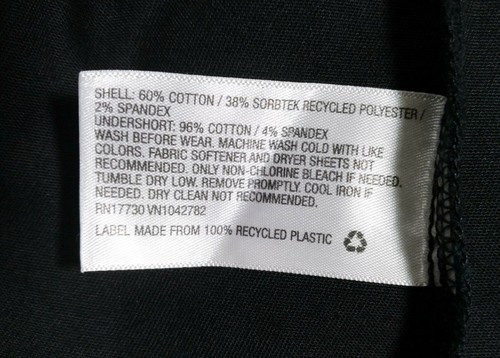 SHELL: 60% COTTON / 38% SORBTEK RECYCLED POLYESTER /
2% SPANDEX
UNDERSHORT: 96% COTTON / 4% SPANDEX
WASH BEFORE WEAR. MACHINE WASH COLD WITH LIKE
COLORS. FABRIC SOFTENER AND DRYER SHEETS NOT
RECOMMENDED. ONLY NON-CHLORINE BLEACH IF NEEDED.
TUMBLE DRY LOW. REMOVE PROMPTLY. COOL IRON IF
NEEDED. DRY CLEAN NOT RECOMMENDED.
RN17730 VN1042782
LABEL MADE FROM 100% RECYCLED PLASTIC